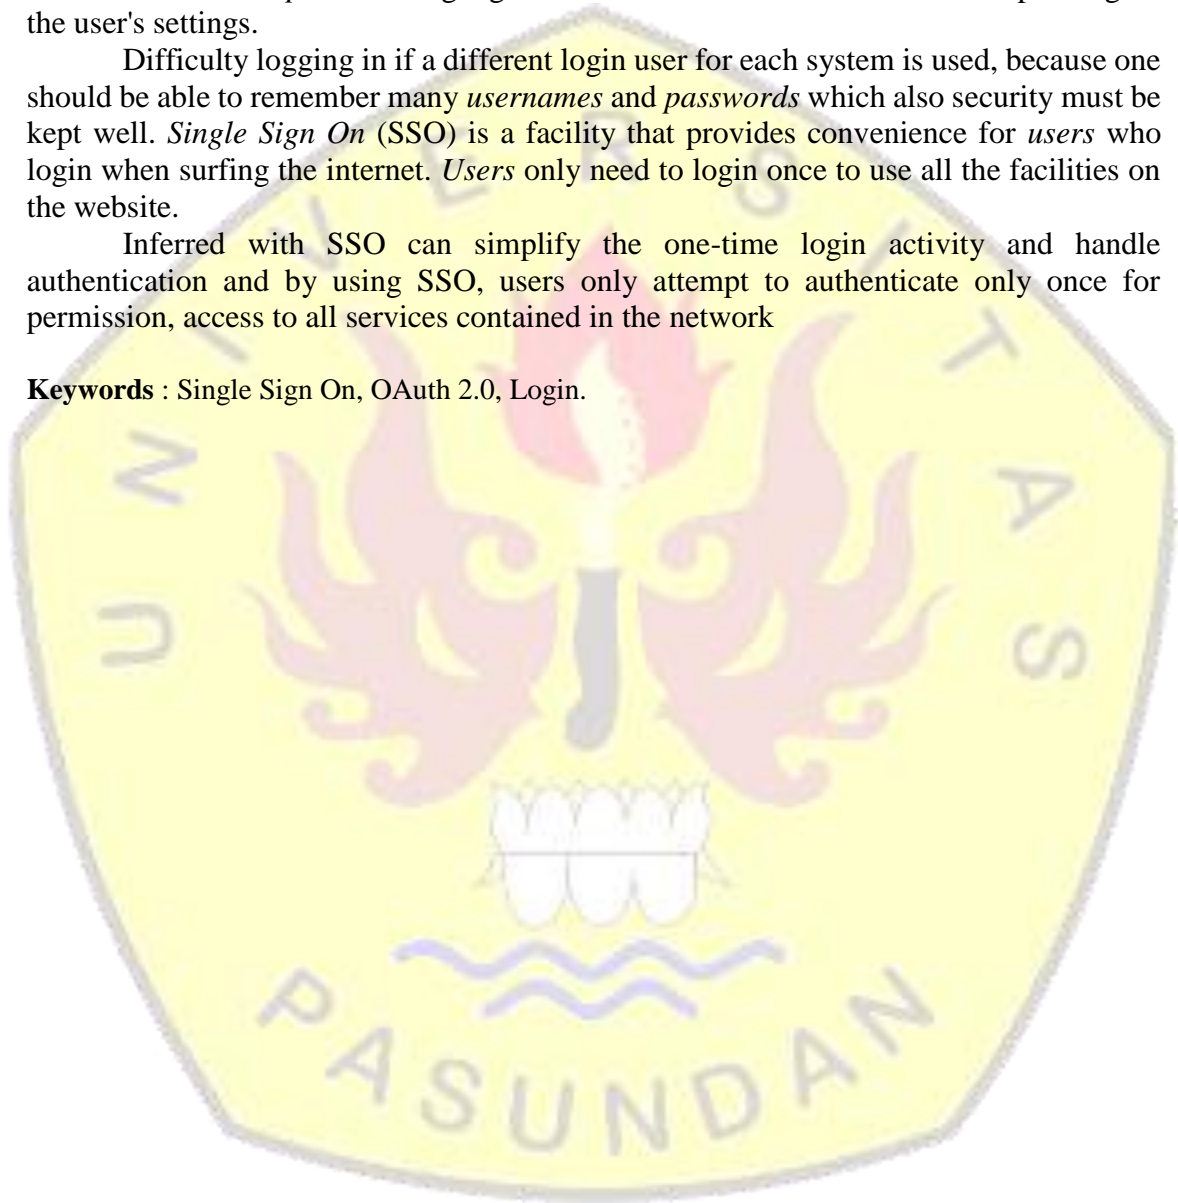 the user's settings.
Difficulty logging in if a different login user for each system is used, because one
should be able to remember many usernames and passwords which also security must be
kept well. Single Sign On (SSO) is a facility that provides convenience for users who
login when surfing the internet. Users only need to login once to use all the facilities on
the website.
Inferred with SSO can simplify the one-time login activity and handle
authentication and by using SSO, users only attempt to authenticate only once for
permission, access to all services contained in the network
Keywords : Single Sign On, OAuth 2.0, Login.
UNIVERSITAS
PASUNDAN